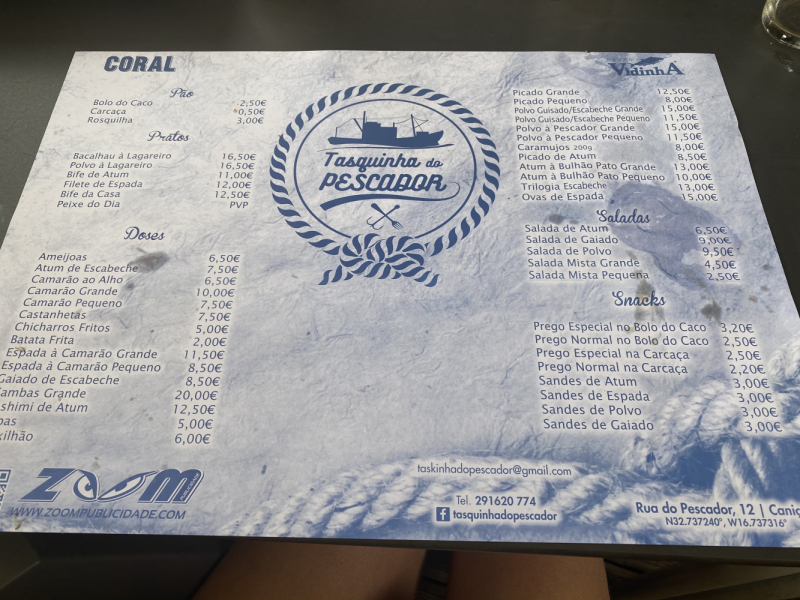 CORAL
Pão
Bolo do Caco 2,50€
Carcaça 0,50€
Rosquilha 3,00€
Pratos
Bacalhau à Lagareiro 16,50€
Polvo à Lagareiro 16,50€
Bife de Atum 11,00€
Filete de Espada 12,00€
Bife da Casa 12,50€
Peixe do Dia PVP
Doses
Ameijoas 6,50€
Atum de Escabeche 7,50€
Camarão ao Alho 6,50€
Camarão Grande 10,00€
Camarão Pequeno 7,50€
Castanhetas 7,50€
Chicharros Fritos 5,00€
Batata Frita 2,00€
Espada à Camarão Grande 11,50€
Espada à Camarão Pequeno 8,50€
Gaiado de Escabeche 8,50€
ambas Grande 20,00€
shimi de Atum 12,50€
pas 5,00€
xilhão 6,00€
ZOOM
WWW.ZOOMPUBLICIDADE.COM
Tasquinha do
PESCADOR
VidinhA
Picado Grande 12,50€
Picado Pequeno 8,00€
Polvo Guisado/Escabeche Grande 15,00€
Polvo Guisado/Escabeche Pequeno 11,50€
Polvo à Pescador Grande 15,00€
Polvo à Pescador Pequeno 11,50€
Caramujos 200g 8,00€
Picado de Atum 8,50€
Atum à Bulhão Pato Grande 13,00€
Atum à Bulhão Pato Pequeno 10,00€
Trilogia Escabeche 13,00€
Ovas de Espada 15,00€
Saladas
Salada de Atum 6,50€
Salada de Gaiado 9,00€
Salada de Polvo 9,50€
Salada Mista Grande 4,50€
Salada Mista Pequena 2,50€
Snacks
Prego Especial no Bolo do Caco 3,20€
Prego Normal no Bolo do Caco 2,50€
Prego Especial na Carcaça 2,50€
Prego Normal na Carcaça 2,20€
Sandes de Atum 3,00€
Sandes de Espada 3,00€
Sandes de Polvo 3,00€
Sandes de Gaiado 3,00€
taskinhadopescador@gmail.com
Tel. 291620 774
tasquinhadopescador
Rua do Pescador, 12 | Caniç
N32.737240°, W16.737316°